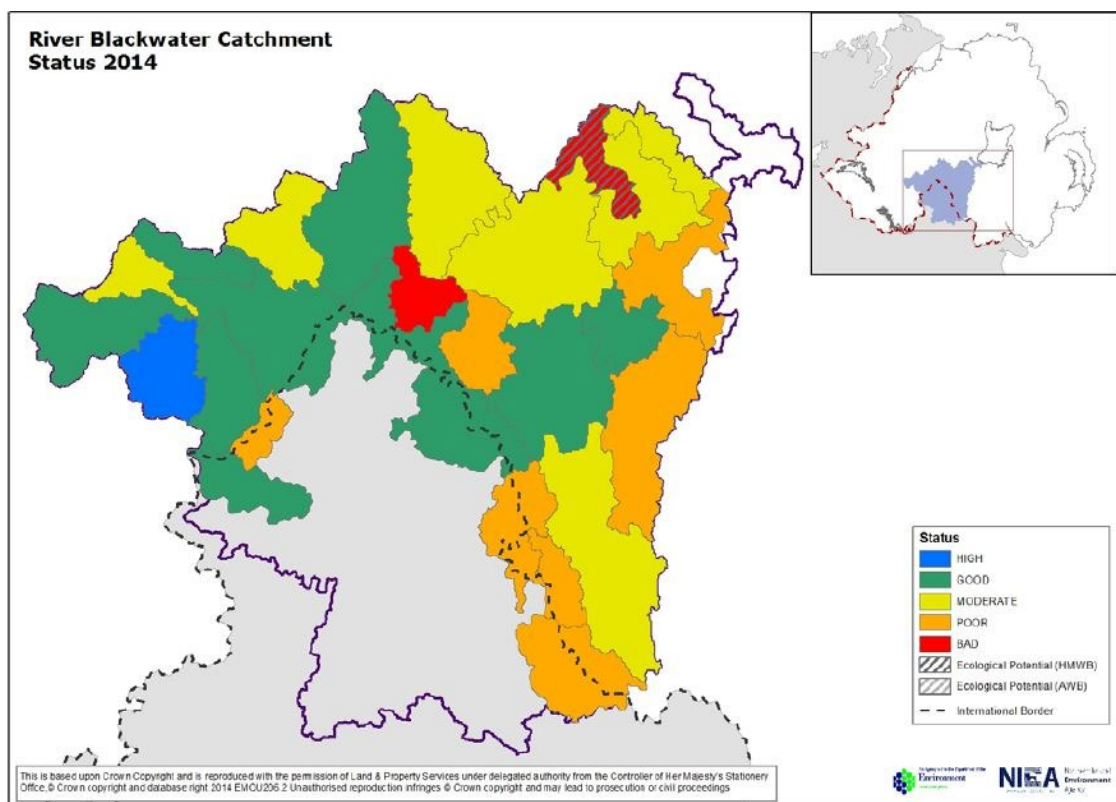 River Blackwater Catchment
Status 2014
Status
HIGH
GOOD
MODERATE
POOR
BAD
Ecological Potential (HMWB)
Ecological Potential (AWB)
International Border
This is based upon Crown Copyright and is reproduced with the permission of Land & Property Services under delegated authority from the Controller of Her Majesty's Stationery
Office,© Crown copyright and database right 2014 EMOU206.2 Unauthorised reproduction infringes © Crown copyright and may lead to prosecution or civil proceedings
Environment
NIEA
Environment